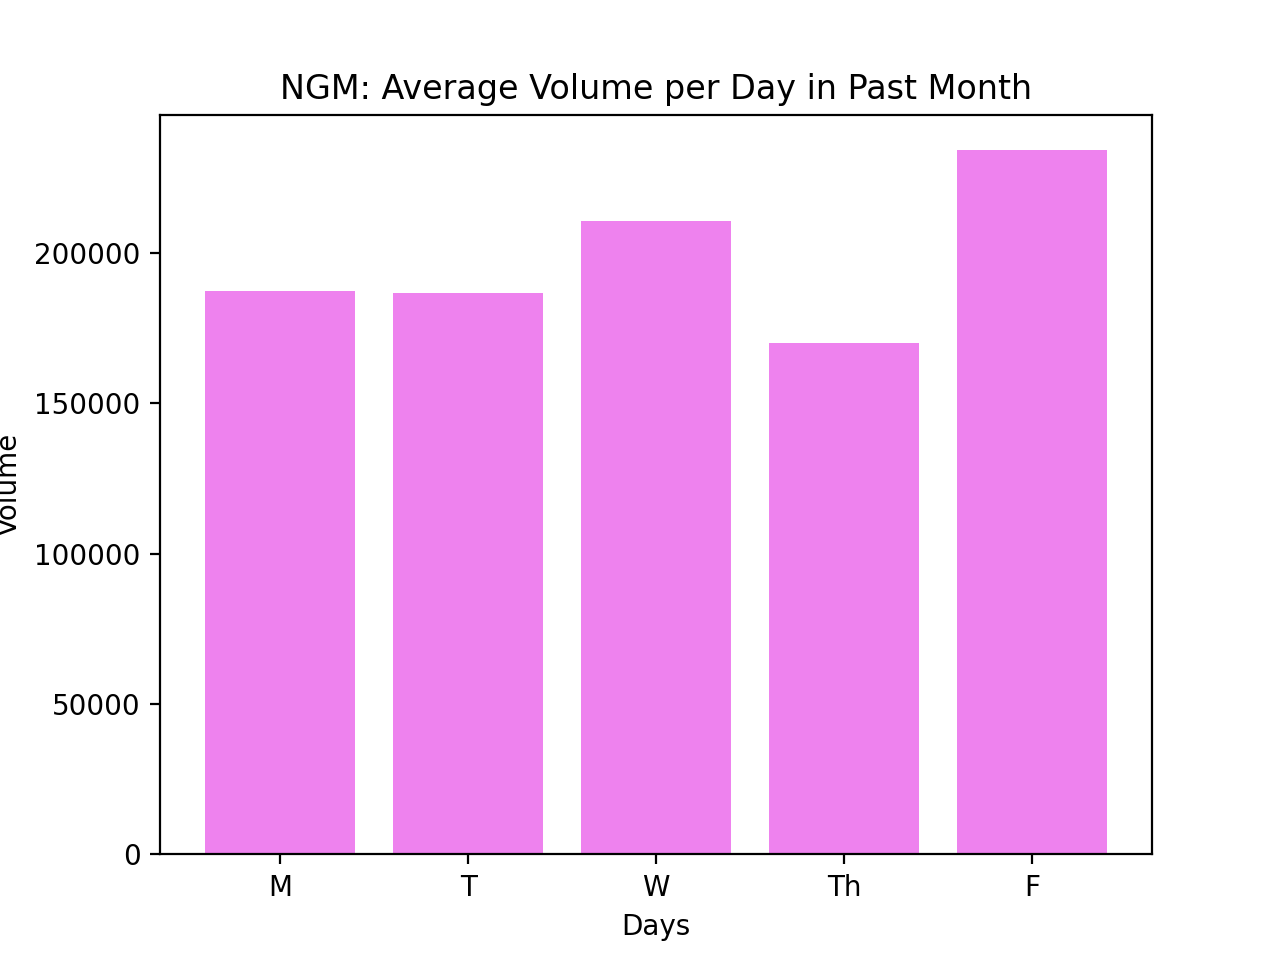 NGM: Average Volume per Day in Past Month
200000
150000
100000
50000
0
Volume
M T W Th F
Days